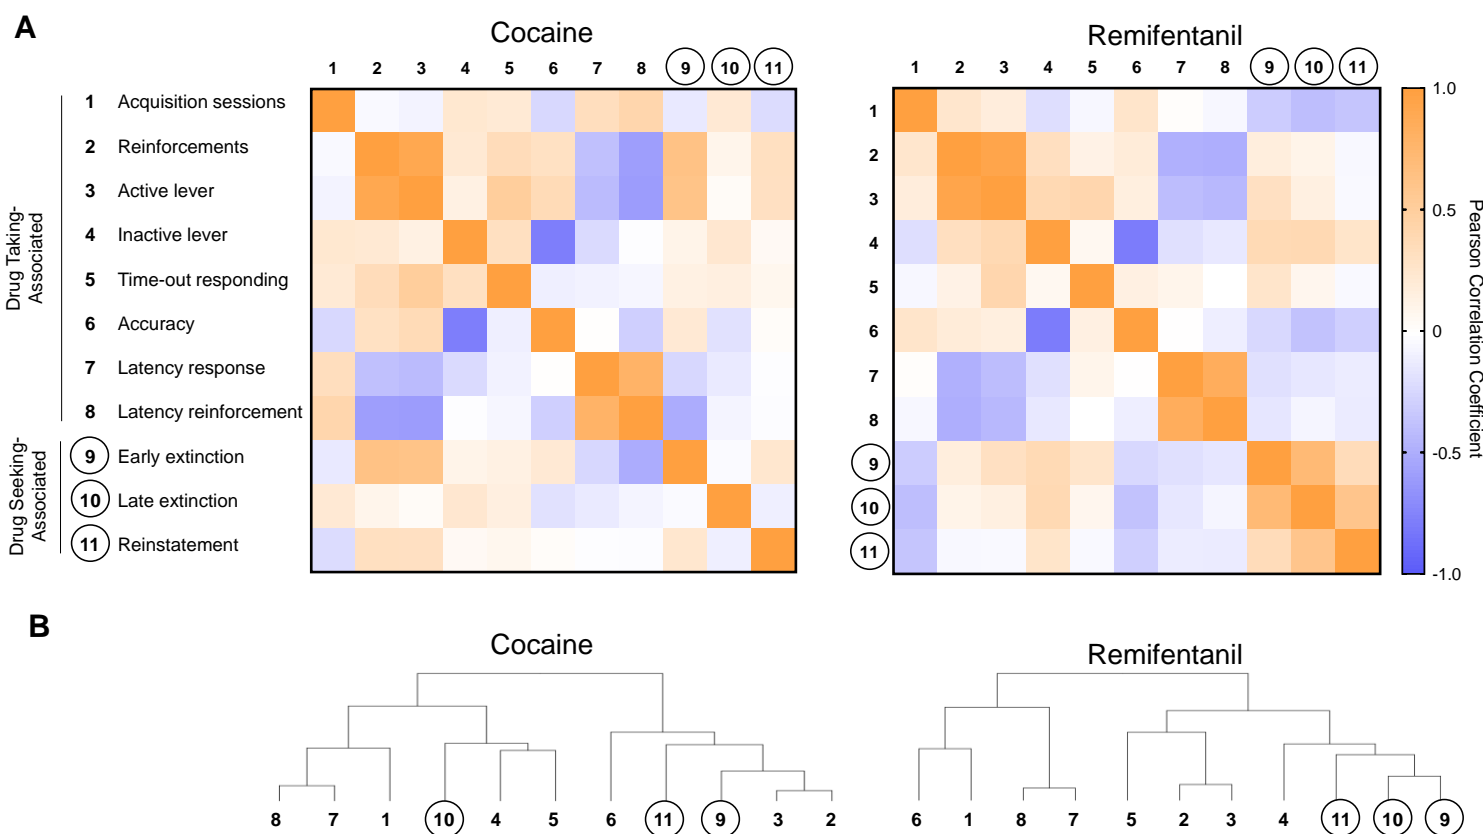 A
Cocaine
1 2 3 4 5 6 7 8 9 10 11
Drug Taking-
Associated
1 Acquisition sessions
2 Reinforcements
3 Active lever
4 Inactive lever
5 Time-out responding
6 Accuracy
7 Latency response
8 Latency reinforcement
Drug Seeking-
Associated
9 Early extinction
10 Late extinction
11 Reinstatement
Remifentanil
1 2 3 4 5 6 7 8 9 10 11
1
2
3
4
5
6
7
8
9
10
11
1.0
0.5
0
-0.5
-1.0
Pearson Correlation Coefficient
B
Cocaine
8 7 1 10 4 5 6 11 9 3 2
Remifentanil
6 1 8 7 5 2 3 4 11 10 9